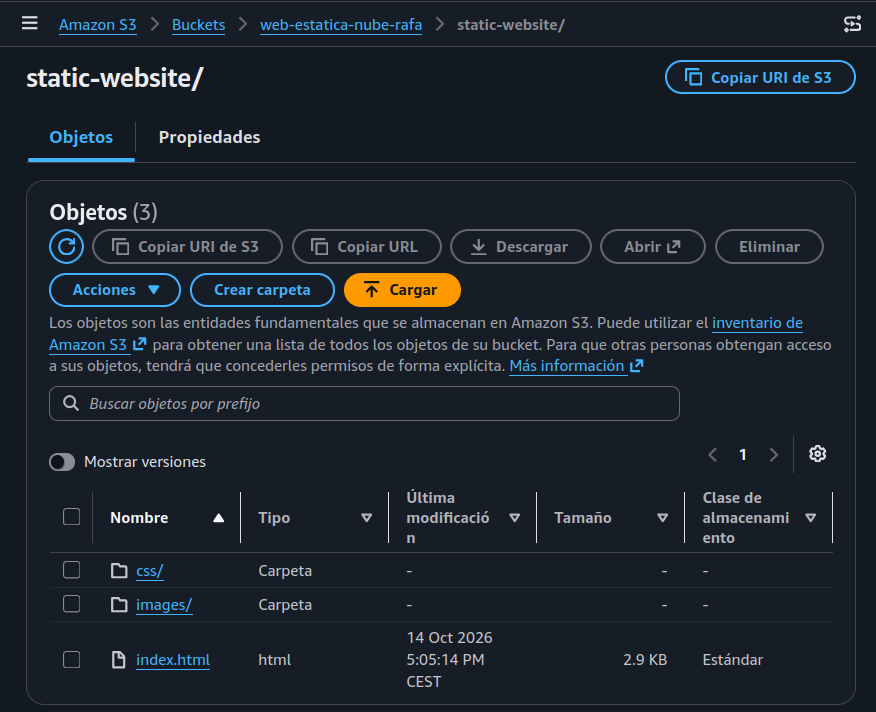 Amazon S3 > Buckets > web-estatica-nube-rafa > static-website/
static-website/
Copiar URI de S3
Objetos
Propiedades
Objetos (3)
Copiar URI de S3
Copiar URL
Descargar
Abrir
Eliminar
Acciones
Crear carpeta
Cargar
Los objetos son las entidades fundamentales que se almacenan en Amazon S3. Puede utilizar el inventario de
Amazon S3 para obtener una lista de todos los objetos de su bucket. Para que otras personas obtengan acceso
a sus objetos, tendrá que concederles permisos de forma explícita. Más información
Buscar objetos por prefijo
Mostrar versiones
1
Nombre
Tipo
Última
modificació
n
Tamaño
Clase de
almacenami
ento
css/
Carpeta
-
-
-
images/
Carpeta
-
-
-
index.html
html
14 Oct 2026
5:05:14 PM
CEST
2.9 KB
Estándar